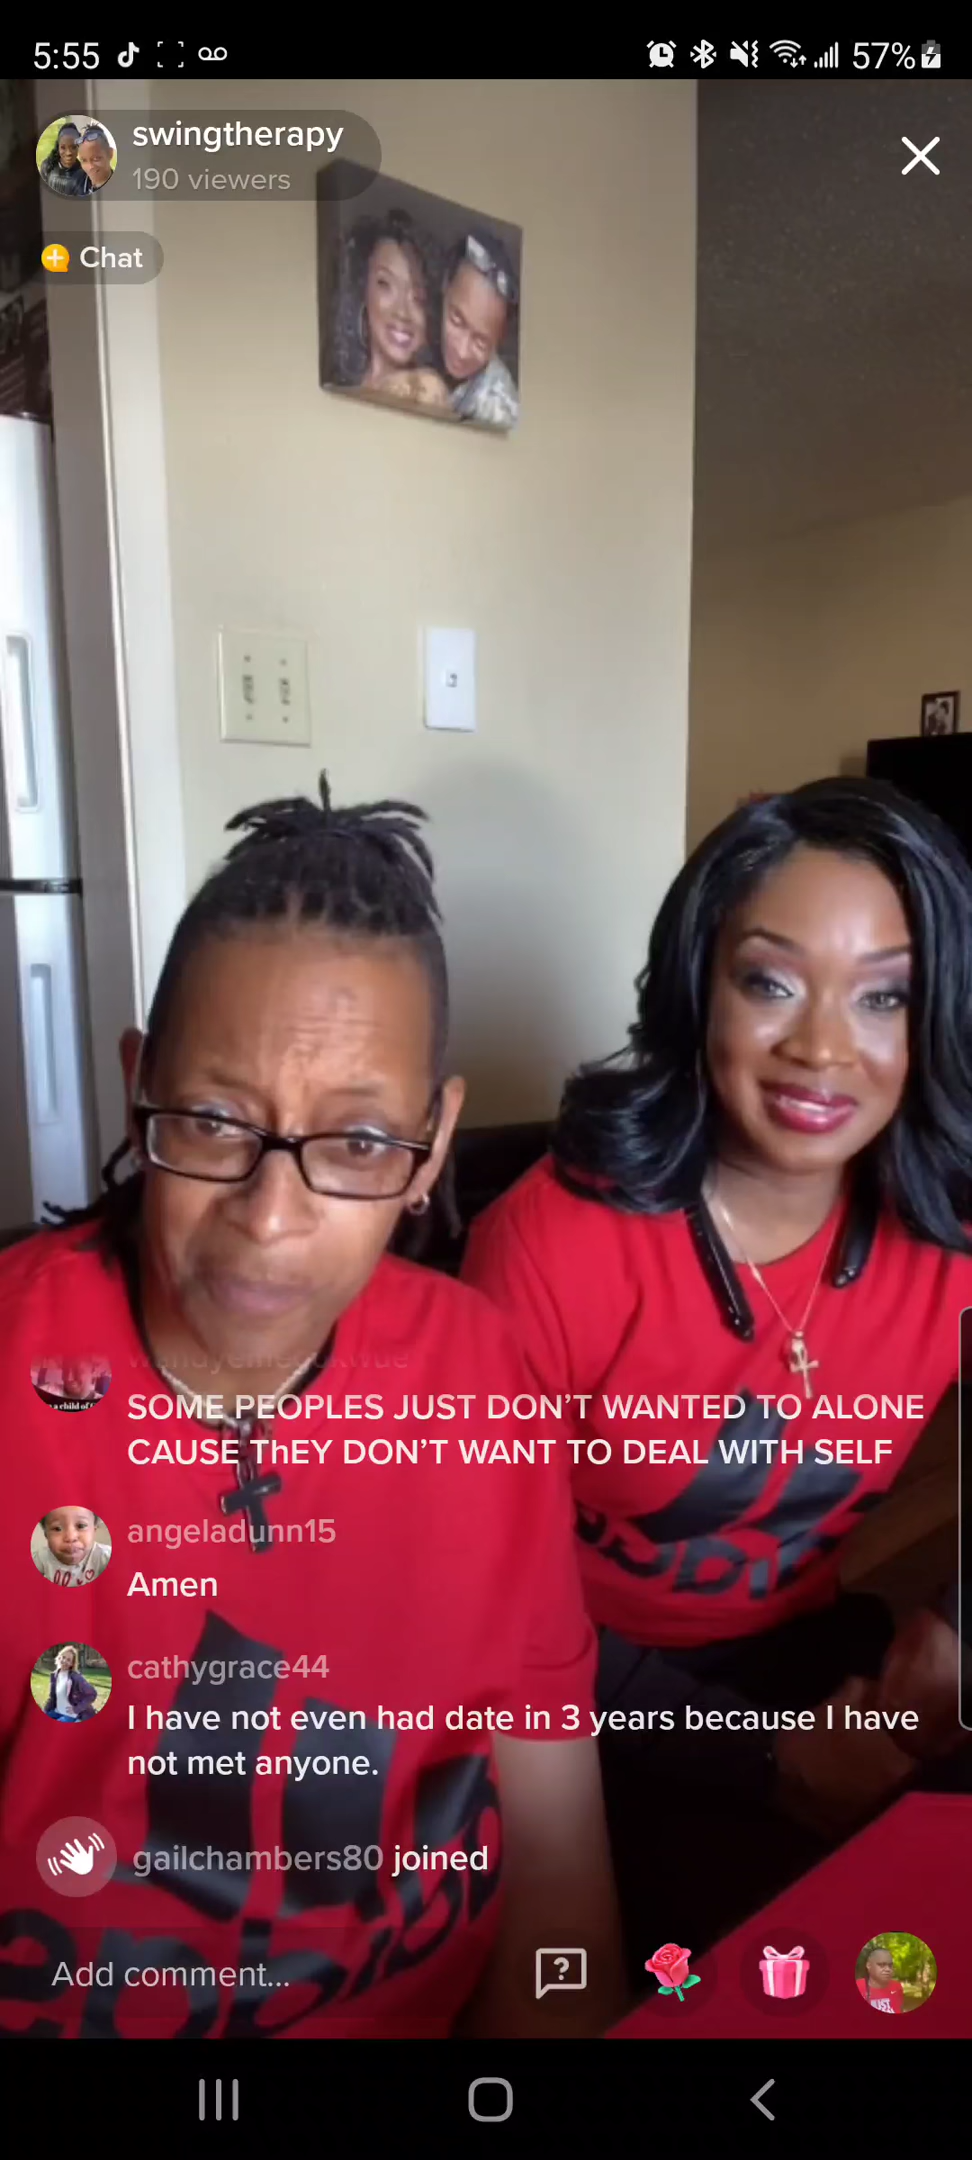 5:55
57%
swingtherapy
190 viewers
Chat
SOME PEOPLES JUST DON'T WANTED TO ALONE
CAUSE ThEY DON'T WANT TO DEAL WITH SELF
angeladunn15
Amen
cathygrace44
I have not even had date in 3 years because I have
not met anyone.
gailchambers80 joined
Add comment...